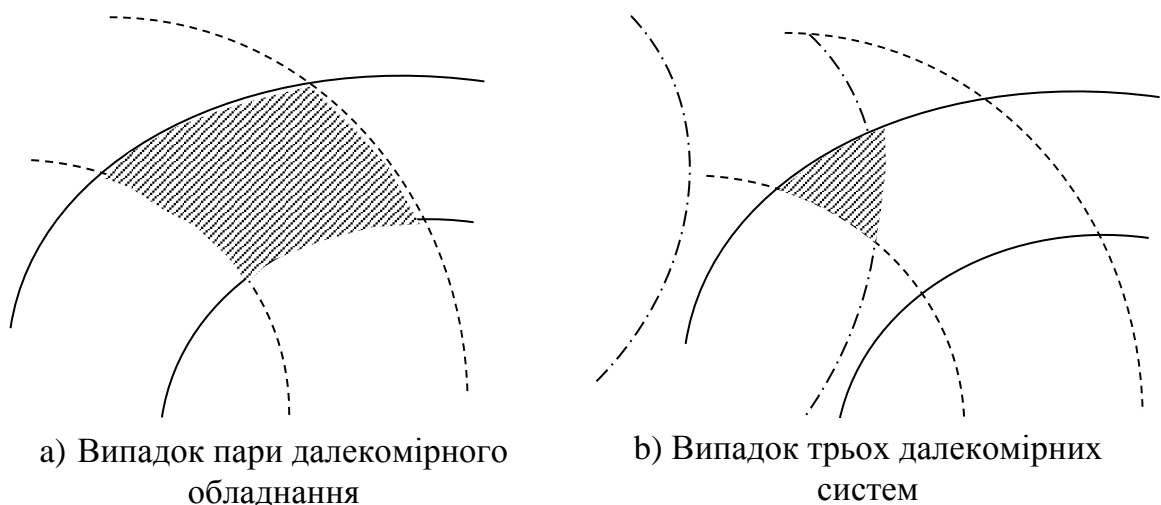 a) Випадок пари далекомірного
обладнання
b) Випадок трьох далекомірних
систем